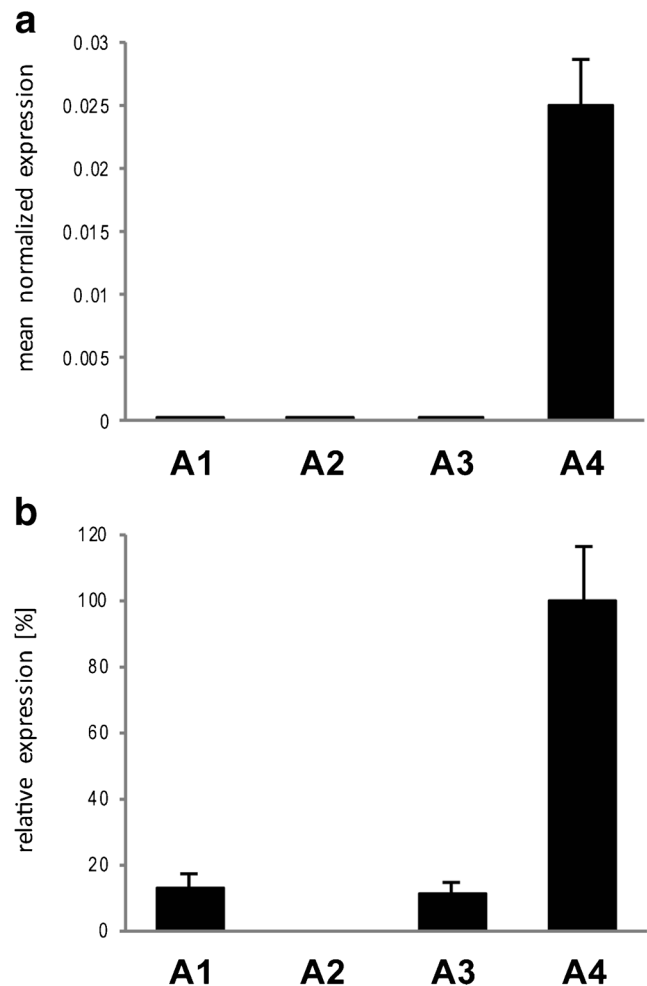 a
mean normalized expression
0.03
0.025
0.02
0.015
0.01
0.005
0
A1 A2 A3 A4
b
relative expression [%]
120
100
80
60
40
20
0
A1 A2 A3 A4